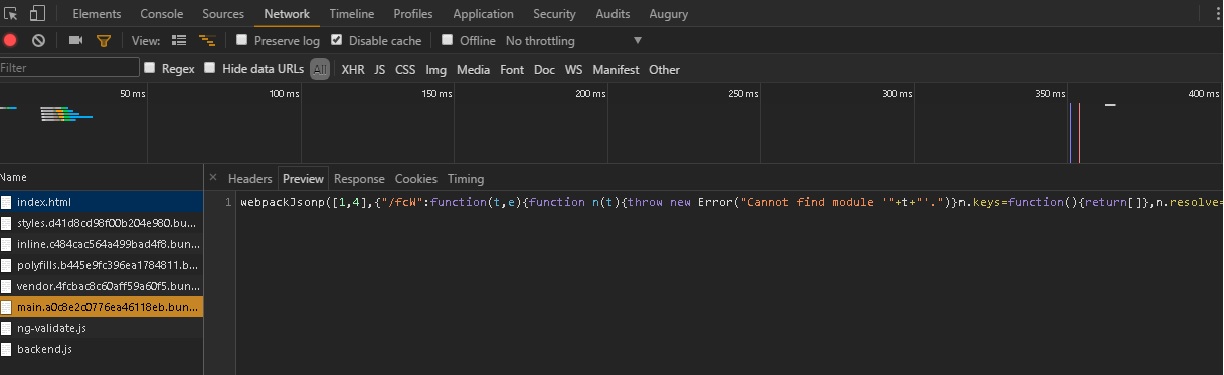 Elements Console Sources Network Timeline Profiles Application Security Audits Augury
View: Preserve log Disable cache Offline No throttling
Filter Regex Hide data URLs All XHR JS CSS Img Media Font Doc WS Manifest Other
50 ms 100 ms 150 ms 200 ms 250 ms 300 ms 350 ms 400 ms
Name × Headers Preview Response Cookies Timing
index.html
1 webpackJsonp([1,4],{"/fcW":function(t,e){function n(t){throw new Error("Cannot find module '"+t+"'.")}n.keys=function(){return[]},n.resolve=
styles.d41d8cd98f00b204e980.bu...
inline.c484cac564a499bad4f8.bun...
polyfills.b445e9fc396ea1784811.b...
vendor.4fcbac8c60aff59a60f5.bun...
main.a0c8e2c0776ea46118eb.bun...
ng-validate.js
backend.js